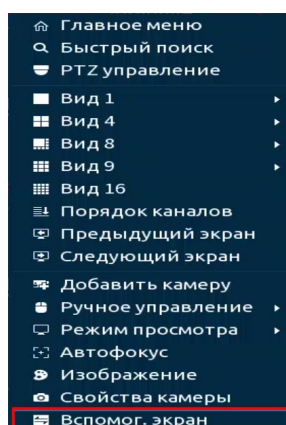 Главное меню
Быстрый поиск
PTZ управление
Вид 1
Вид 4
Вид 8
Вид 9
Вид 16
Порядок каналов
Предыдущий экран
Следующий экран
Добавить камеру
Ручное управление
Режим просмотра
Автофокус
Изображение
Свойства камеры
Вспомог. экран